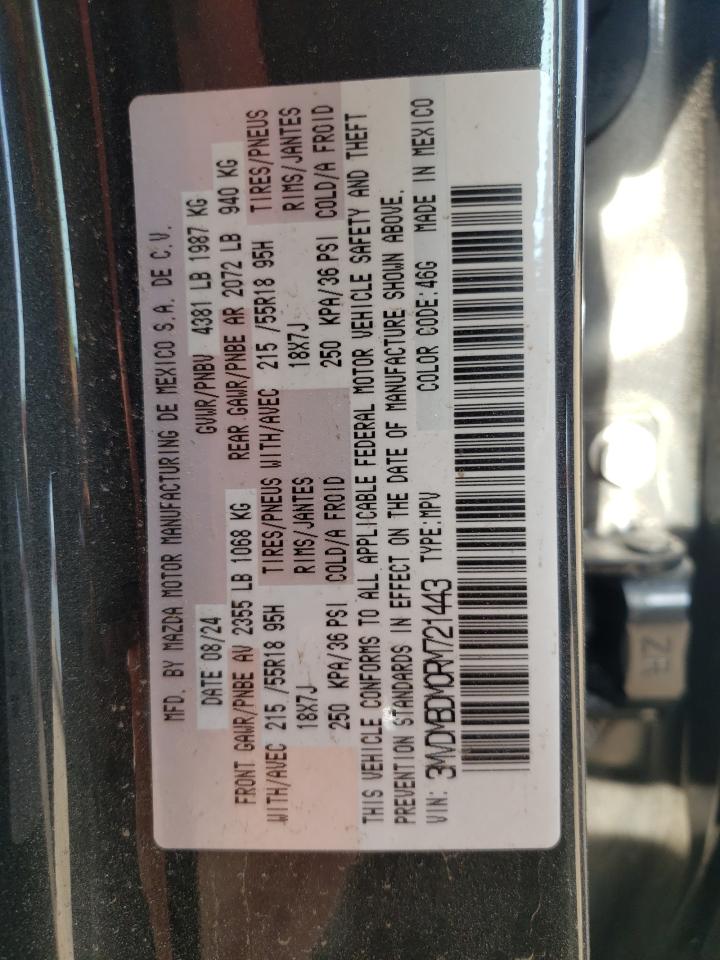 MFD. BY MAZDA MOTOR MANUFACTURING DE MEXICO S.A. DE C.V.
DATE 08/24 GVWR/PNBV 4381 LB 1987 KG
FRONT GAWR/PNBE AV 2355 LB 1068 KG REAR GAWR/PNBE AR 2072 LB 940 KG
WITH/AVEC 215 /55R18 95H TIRES/PNEUS WITH/AVEC 215 /55R18 95H TIRES/PNEUS
18X7J RIMS/JANTES 18X7J RIMS/JANTES
250 KPA/36 PSI COLD/A FROID 250 KPA/36 PSI COLD/A FROID
THIS VEHICLE CONFORMS TO ALL APPLICABLE FEDERAL MOTOR VEHICLE SAFETY AND THEFT
PREVENTION STANDARDS IN EFFECT ON THE DATE OF MANUFACTURE SHOWN ABOVE.
VIN: 3MVDMBDM0RM721443 TYPE:MPV COLOR CODE:46G MADE IN MEXICO